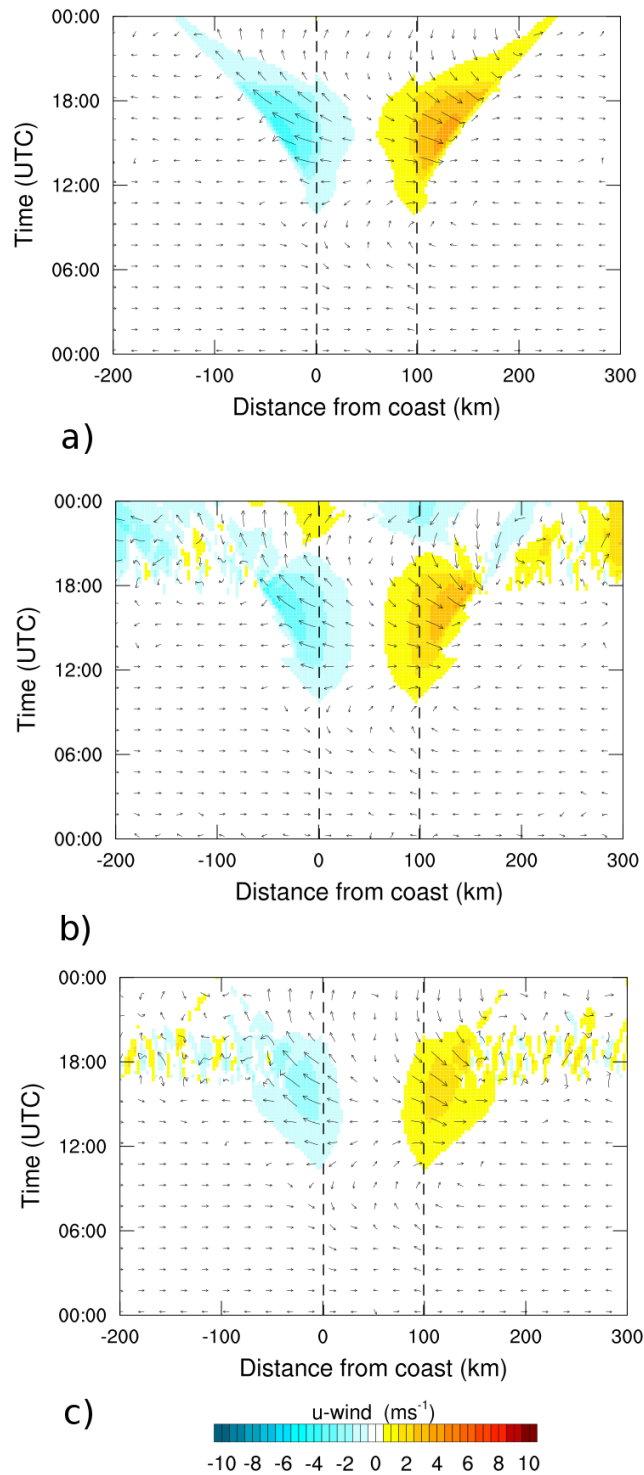 00:00
18:00
12:00
06:00
00:00
Time (UTC)
-200 -100 0 100 200 300
Distance from coast (km)
a)
00:00
18:00
12:00
06:00
00:00
Time (UTC)
-200 -100 0 100 200 300
Distance from coast (km)
b)
00:00
18:00
12:00
06:00
00:00
Time (UTC)
-200 -100 0 100 200 300
Distance from coast (km)
c)
u-wind (ms⁻¹)
-10 -8 -6 -4 -2 0 2 4 6 8 10